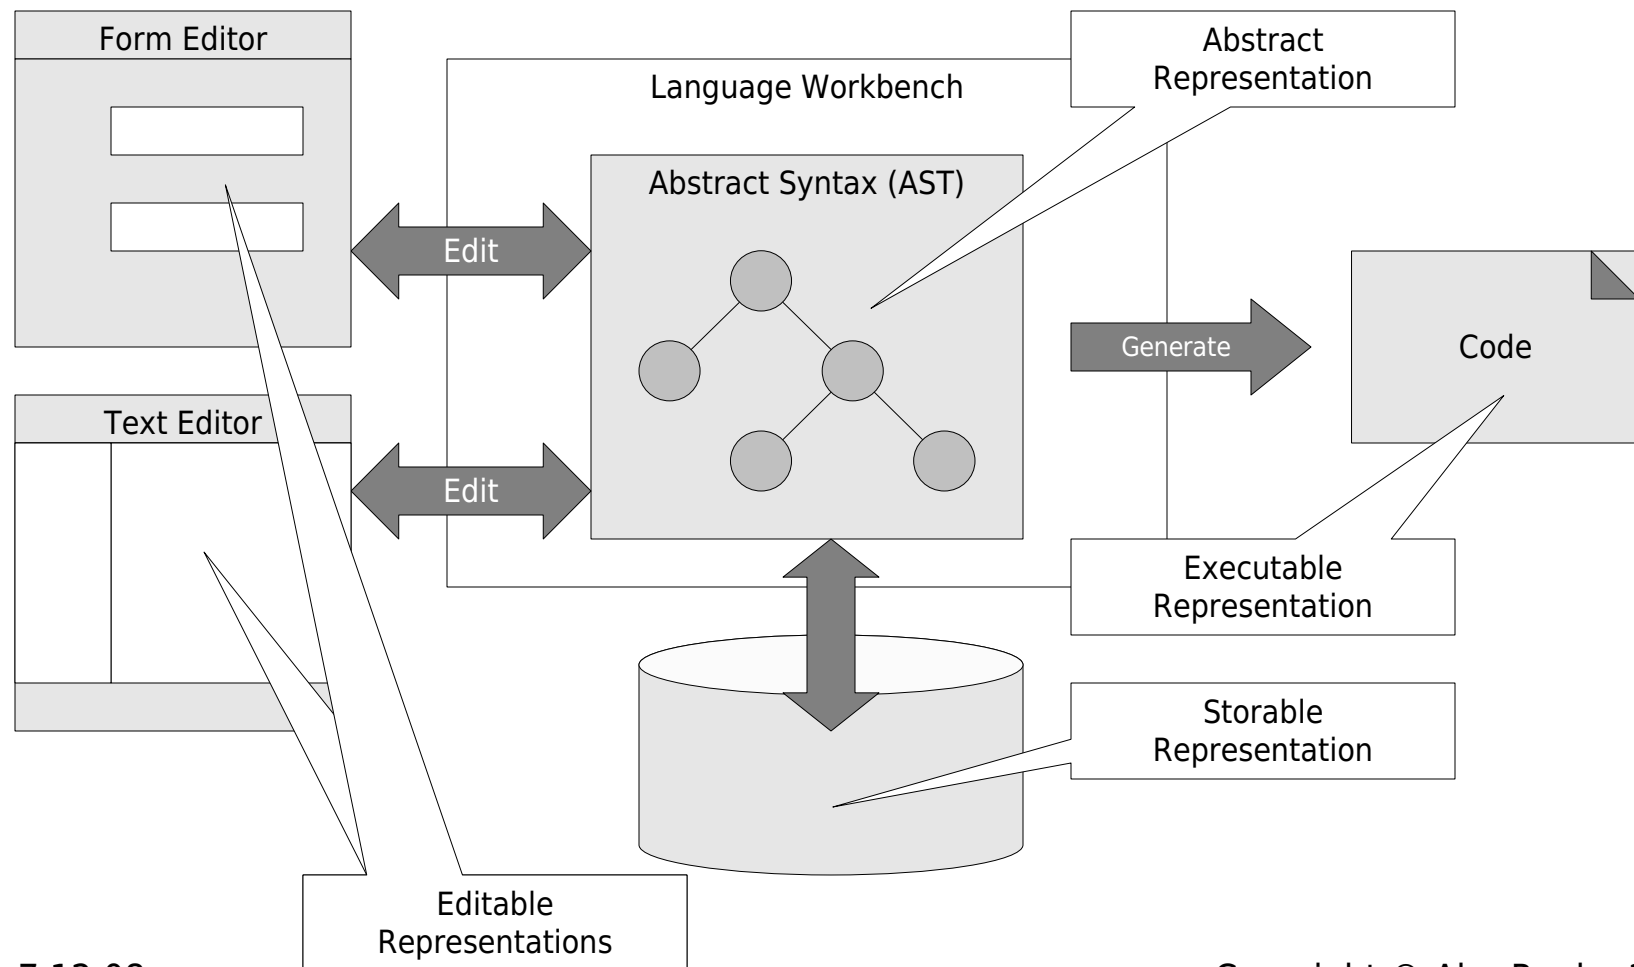 Form Editor
Abstract
Representation
Language Workbench
Abstract Syntax (AST)
Edit
Generate
Code
Text Editor
Edit
Executable
Representation
Storable
Representation
Editable
Representations